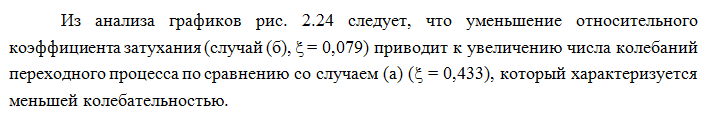 Из анализа графиков рис. 2.24 следует, что уменьшение относительного
коэффициента затухания (случай (б), ξ = 0,079) приводит к увеличению числа колебаний
переходного процесса по сравнению со случаем (а) (ξ = 0,433), который характеризуется
меньшей колебательностью.